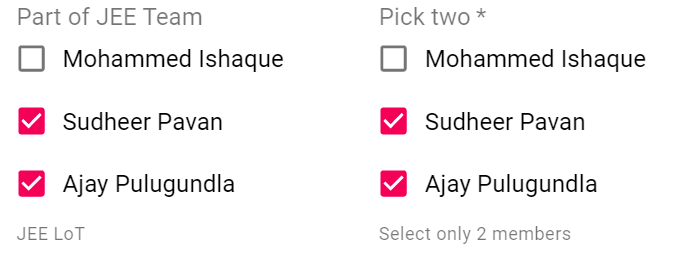 Part of JEE Team
Mohammed Ishaque
Sudheer Pavan
Ajay Pulugundla
JEE LoT
Pick two *
Mohammed Ishaque
Sudheer Pavan
Ajay Pulugundla
Select only 2 members